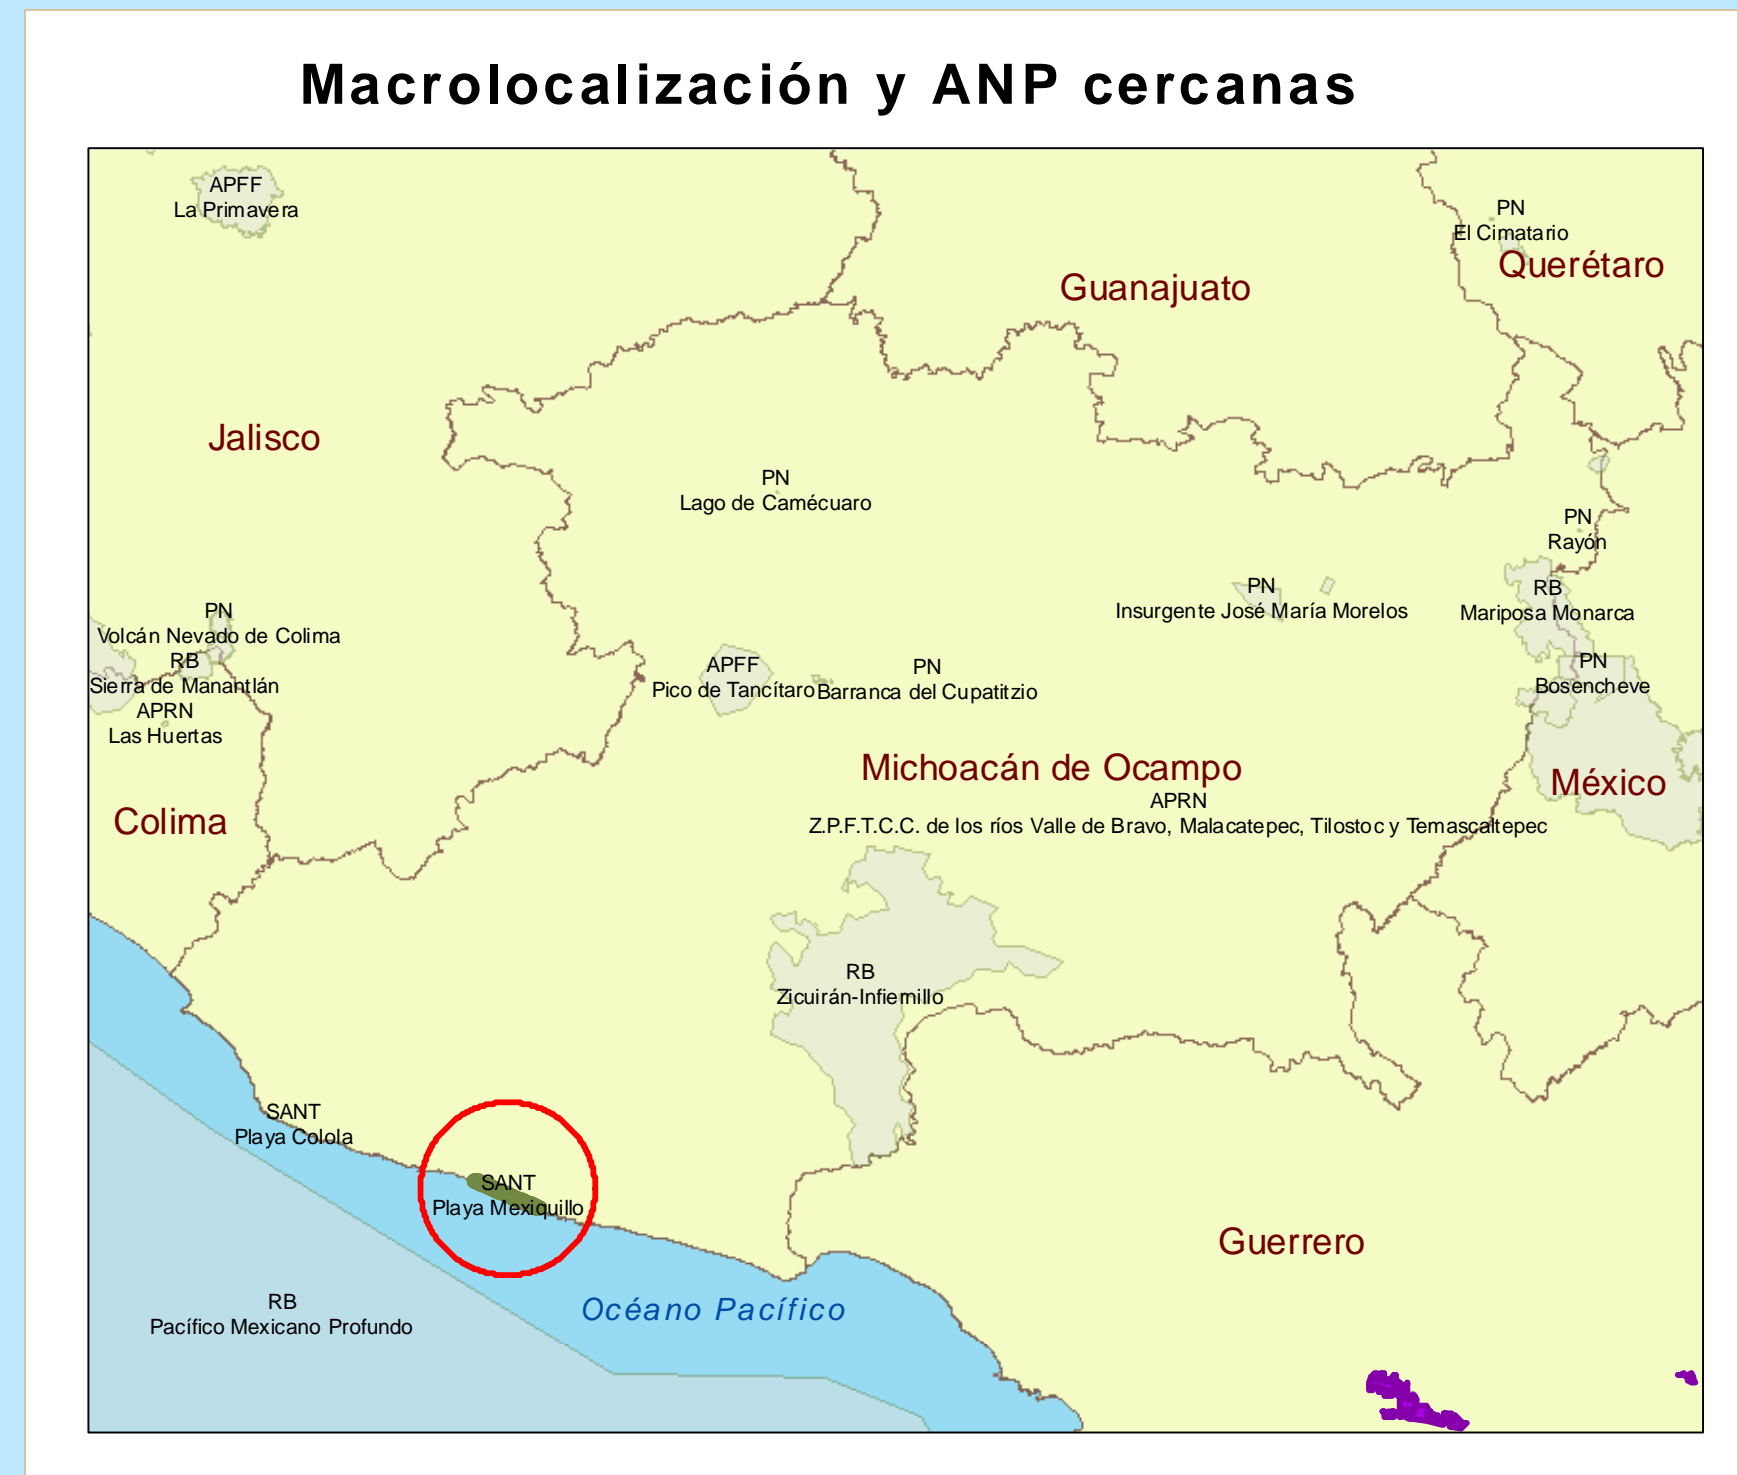 Macrolocalización y ANP cercanas
APFF
La Primavera
PN
El Cimatario
Querétaro
Guanajuato
Jalisco
PN
Lago de Camécuaro
PN
Rayón
PN
Insurgente José María Morelos
RB
Mariposa Monarca
PN
Volcán Nevado de Colima
RB
Sierra de Manantlán
APRN
Las Huertas
APFF
Pico de Tancítaro
PN
Barranca del Cupatitzio
PN
Bosencheve
Michoacán de Ocampo
México
Colima
APRN
Z.P.F.T.C.C. de los ríos Valle de Bravo, Malacatepec, Tilostoc y Temascaltepec
RB
Zicuirán-Infiernillo
SANT
Playa Colola
SANT
Playa Mexiquillo
Guerrero
RB
Pacífico Mexicano Profundo
Océano Pacífico